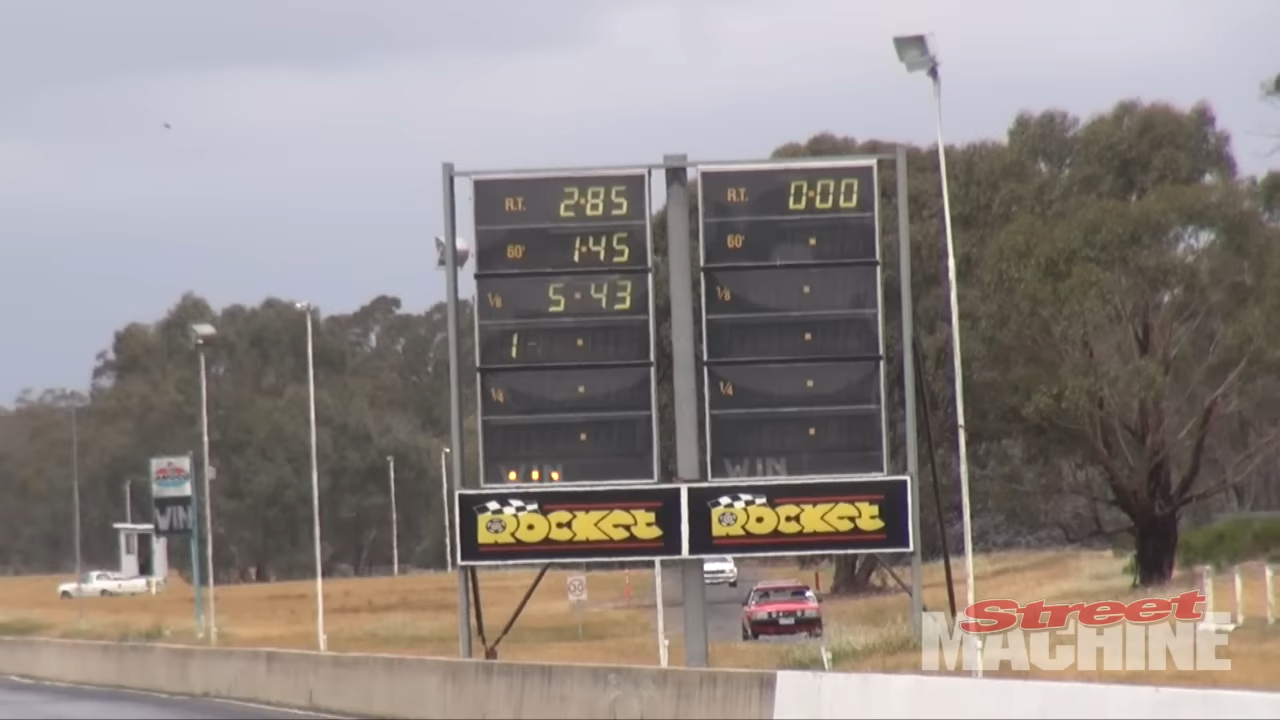 R.T. 2.85
60' 1.45
1/8 5.43
1
1/4
WIN
R.T. 0.00
60'
1/8
1/4
WIN
ROCKET
ROCKET
WIN
Street
MACHINE